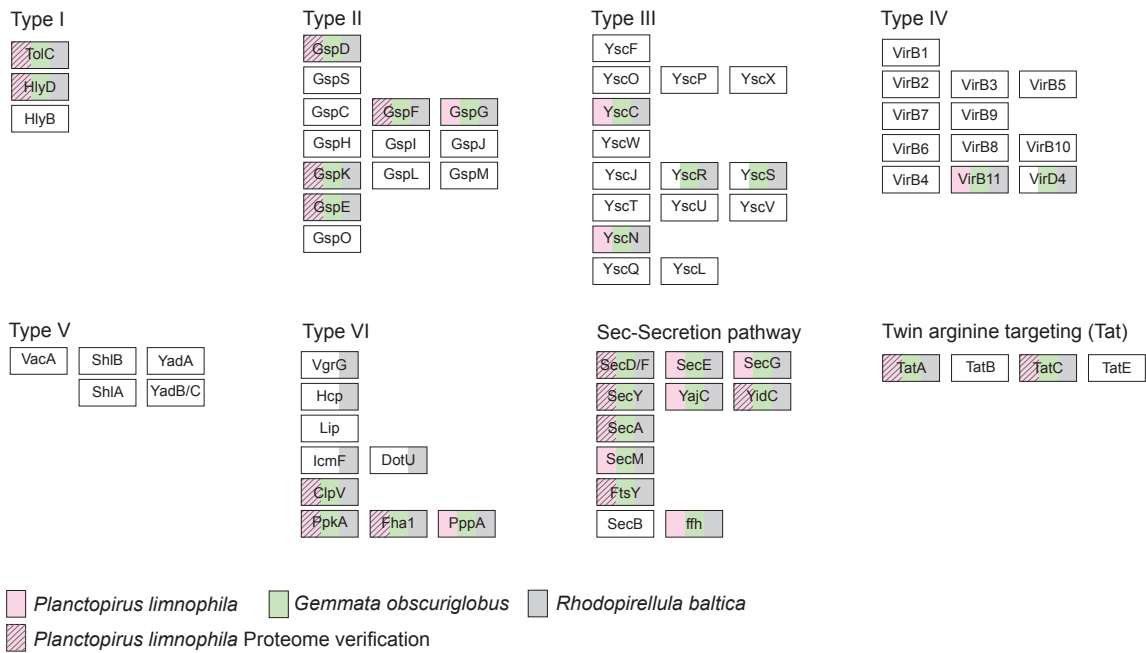 Type I
TolC
HlyD
HlyB
Type II
GspD
GspS
GspC GspF GspG
GspH GspI GspJ
GspK GspL GspM
GspE
GspO
Type III
YscF
YscO YscP YscX
YscC
YscW
YscJ YscR YscS
YscT YscU YscV
YscN
YscQ YscL
Type IV
VirB1
VirB2 VirB3 VirB5
VirB7 VirB9
VirB6 VirB8 VirB10
VirB4 VirB11 VirD4
Type V
VacA ShlB YadA
ShlA YadB/C
Type VI
VgrG
Hcp
Lip
IcmF DotU
ClpV
PpkA Fha1 PppA
Sec-Secretion pathway
SecD/F SecE SecG
SecY YajC YidC
SecA
SecM
FtsY
SecB ffh
Twin arginine targeting (Tat)
TatA TatB TatC TatE
Planctopirus limnophila Gemmata obscuriglobus Rhodopirellula baltica
Planctopirus limnophila Proteome verification